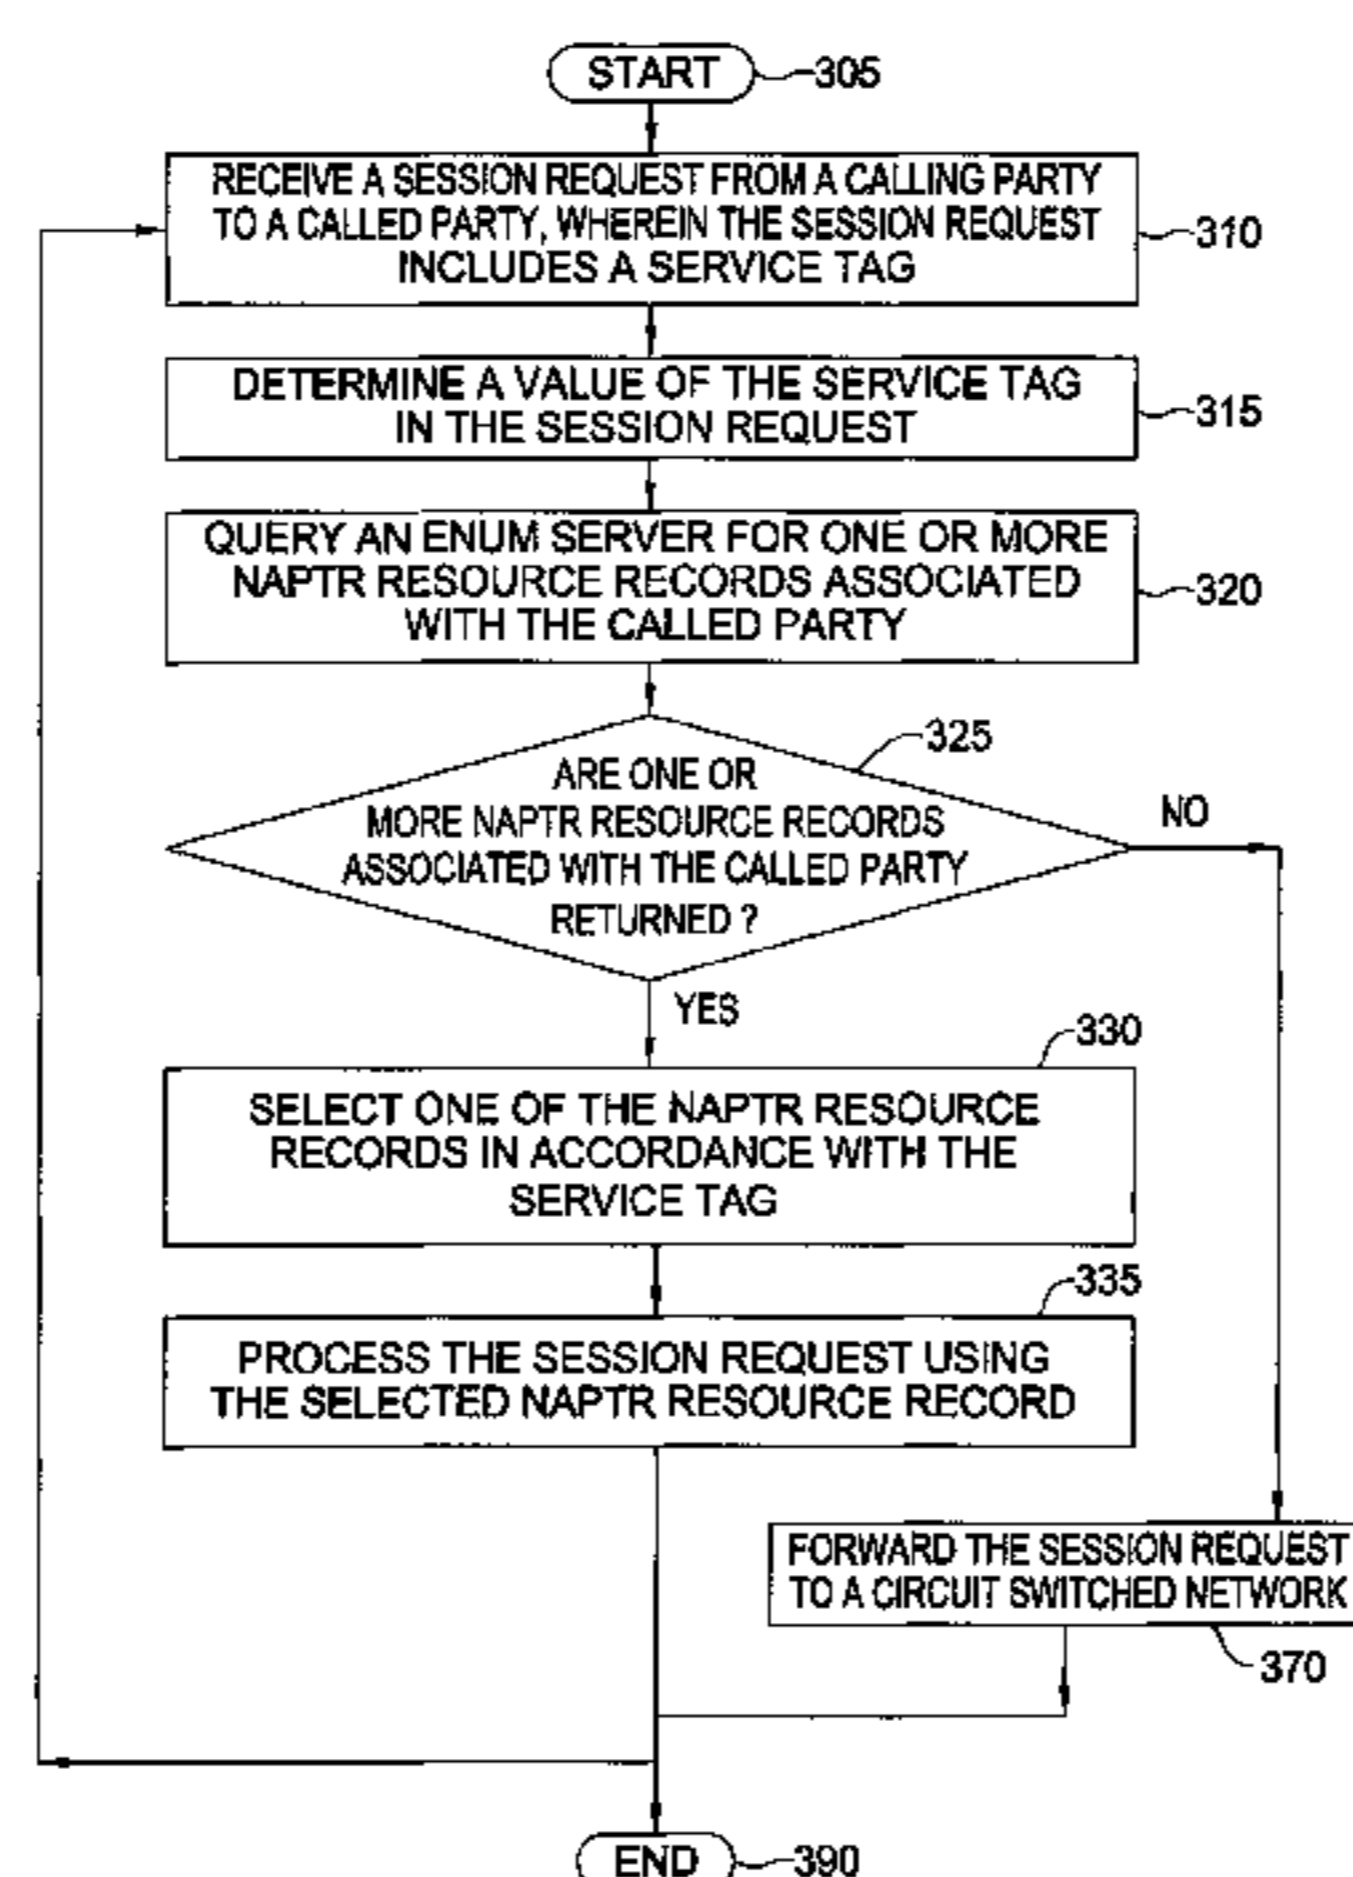 START
305
RECEIVE A SESSION REQUEST FROM A CALLING PARTY
TO A CALLED PARTY, WHEREIN THE SESSION REQUEST
INCLUDES A SERVICE TAG
310
DETERMINE A VALUE OF THE SERVICE TAG
IN THE SESSION REQUEST
315
QUERY AN ENUM SERVER FOR ONE OR MORE
NAPTR RESOURCE RECORDS ASSOCIATED
WITH THE CALLED PARTY
320
325
ARE ONE OR
MORE NAPTR RESOURCE RECORDS
ASSOCIATED WITH THE CALLED PARTY
RETURNED ?
NO
YES
330
SELECT ONE OF THE NAPTR RESOURCE
RECORDS IN ACCORDANCE WITH THE
SERVICE TAG
335
PROCESS THE SESSION REQUEST USING
THE SELECTED NAPTR RESOURCE RECORD
FORWARD THE SESSION REQUEST
TO A CIRCUIT SWITCHED NETWORK
370
END
390